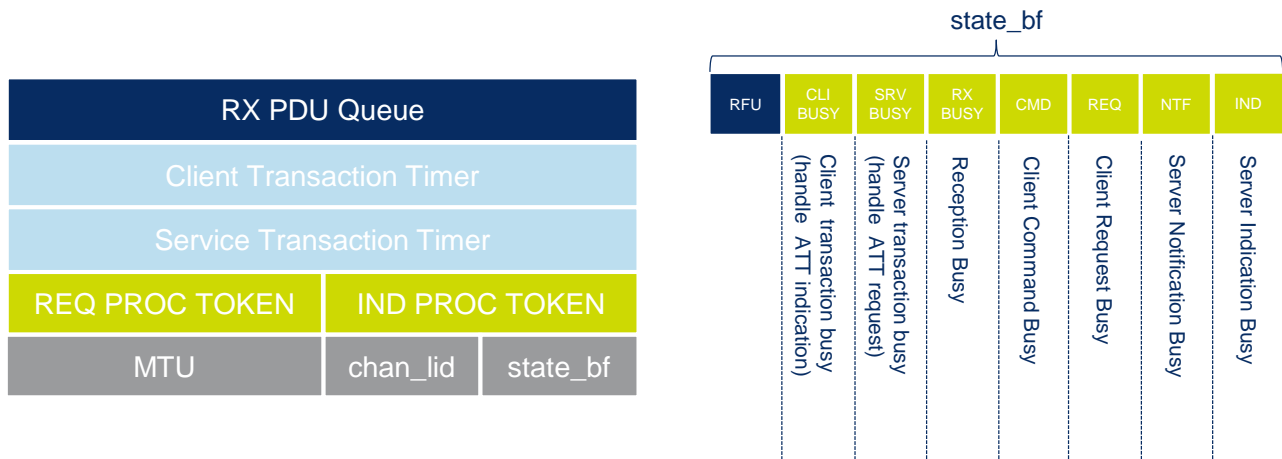 RX PDU Queue
Client Transaction Timer
Service Transaction Timer
REQ PROC TOKEN
IND PROC TOKEN
MTU
chan_lid
state_bf
state_bf
RFU
CLI
BUSY
SRV
BUSY
RX
BUSY
CMD
REQ
NTF
IND
Client transaction busy
(handle ATT indication)
Server transaction busy
(handle ATT request)
Reception Busy
Client Command Busy
Client Request Busy
Server Notification Busy
Server Indication Busy